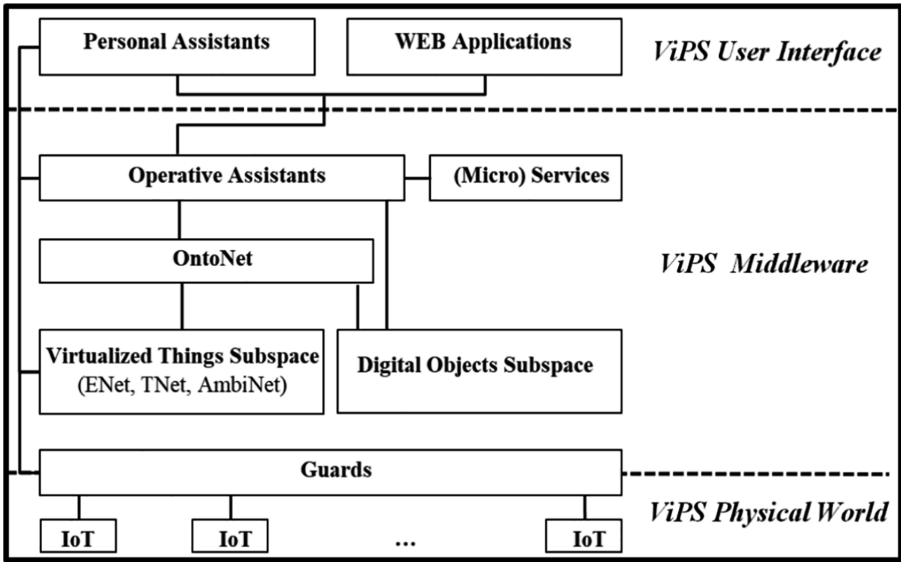 Personal Assistants
WEB Applications
ViPS User Interface
Operative Assistants
(Micro) Services
OntoNet
ViPS Middleware
Virtualized Things Subspace
(ENet, TNet, AmbiNet)
Digital Objects Subspace
Guards
ViPS Physical World
IoT
IoT
...
IoT